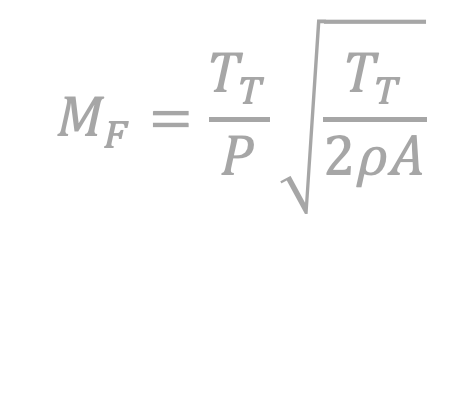 M_F = \frac{T_T}{P} \sqrt{\frac{T_T}{2\rho A}}